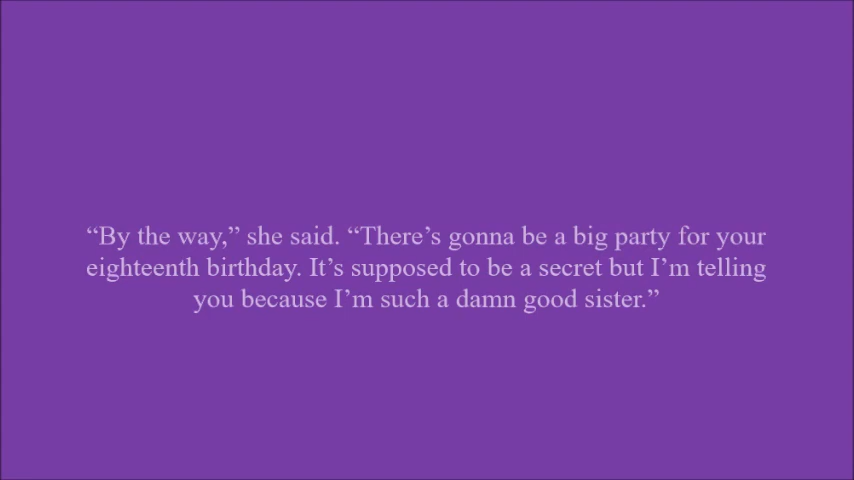 “By the way,” she said. “There’s gonna be a big party for your
eighteenth birthday. It’s supposed to be a secret but I’m telling
you because I’m such a damn good sister.”